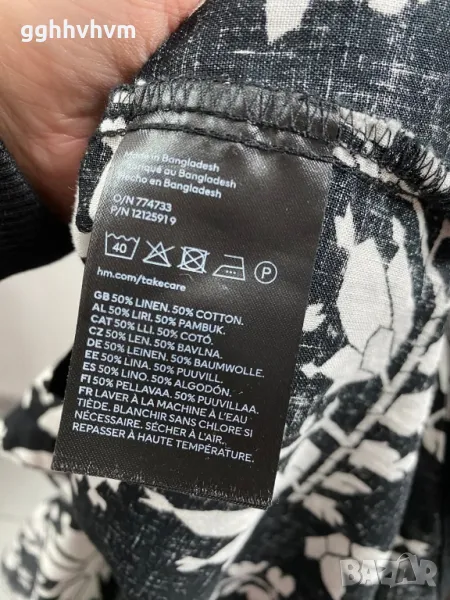 gghhvhvm
Made in Bangladesh
Fabriqué au Bangladesh
Hecho en Bangladesh
O/N 774733
P/N 1212591 9
40
P
hm.com/takecare
GB 50% LINEN. 50% COTTON.
AL 50% LIRI. 50% PAMBUK.
CAT 50% LLI. 50% COTÓ.
CZ 50% LEN. 50% BAVLNA.
DE 50% LEINEN. 50% BAUMWOLLE.
EE 50% LINA. 50% PUUVILL.
ES 50% LINO. 50% ALGODÓN.
FI 50% PELLAVAA. 50% PUUVILLAA.
FR LAVER À LA MACHINE À L'EAU
TIÈDE. BLANCHIR SANS CHLORE SI
NÉCESSAIRE. SÉCHER À L'AIR.
REPASSER À HAUTE TEMPÉRATURE.
BAZAR